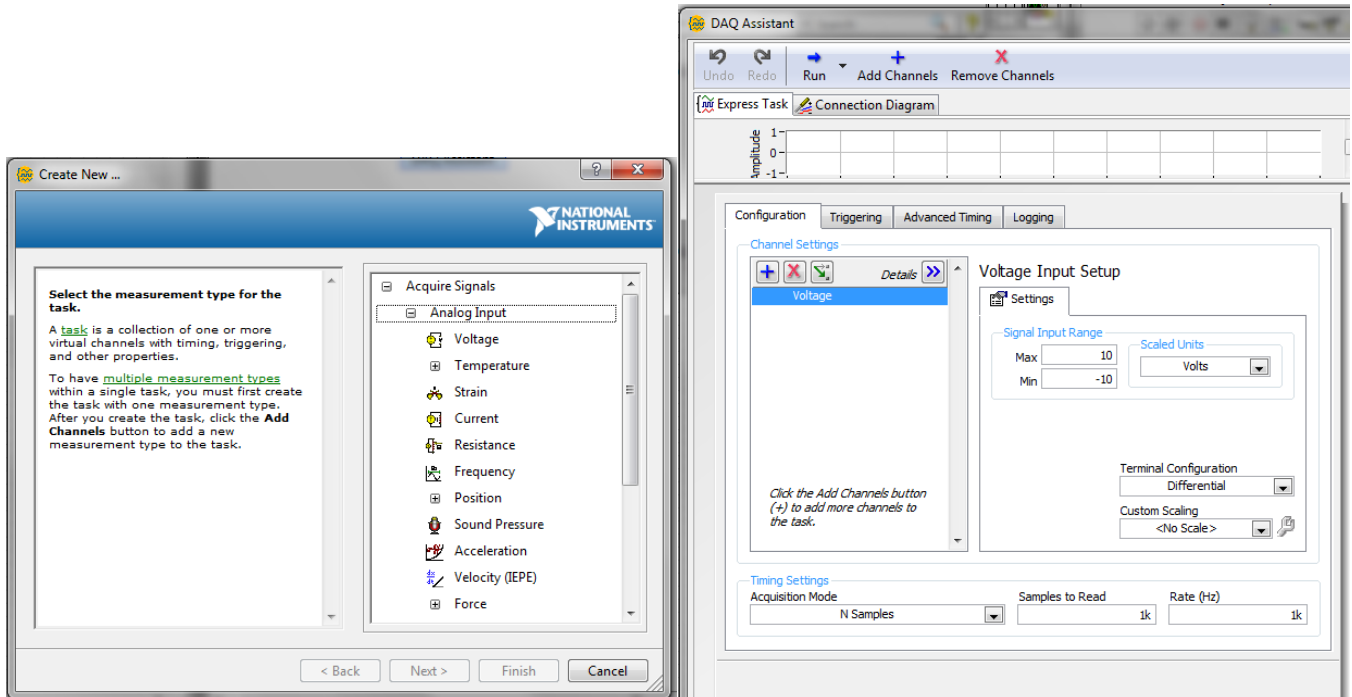 Create New ...
NATIONAL
INSTRUMENTS
Select the measurement type for the
task.
A task is a collection of one or more
virtual channels with timing, triggering,
and other properties.
To have multiple measurement types
within a single task, you must first create
the task with one measurement type.
After you create the task, click the Add
Channels button to add a new
measurement type to the task.
Acquire Signals
Analog Input
Voltage
Temperature
Strain
Current
Resistance
Frequency
Position
Sound Pressure
Acceleration
Velocity (IEPE)
Force
< Back
Next >
Finish
Cancel
DAQ Assistant
Undo
Redo
Run
Add Channels
Remove Channels
Express Task
Connection Diagram
Amplitude
1
0
-1
Configuration
Triggering
Advanced Timing
Logging
Channel Settings
Details
Voltage
Click the Add Channels button
(+) to add more channels to
the task.
Voltage Input Setup
Settings
Signal Input Range
Max 10
Min -10
Scaled Units
Volts
Terminal Configuration
Differential
Custom Scaling
<No Scale>
Timing Settings
Acquisition Mode
N Samples
Samples to Read
1k
Rate (Hz)
1k